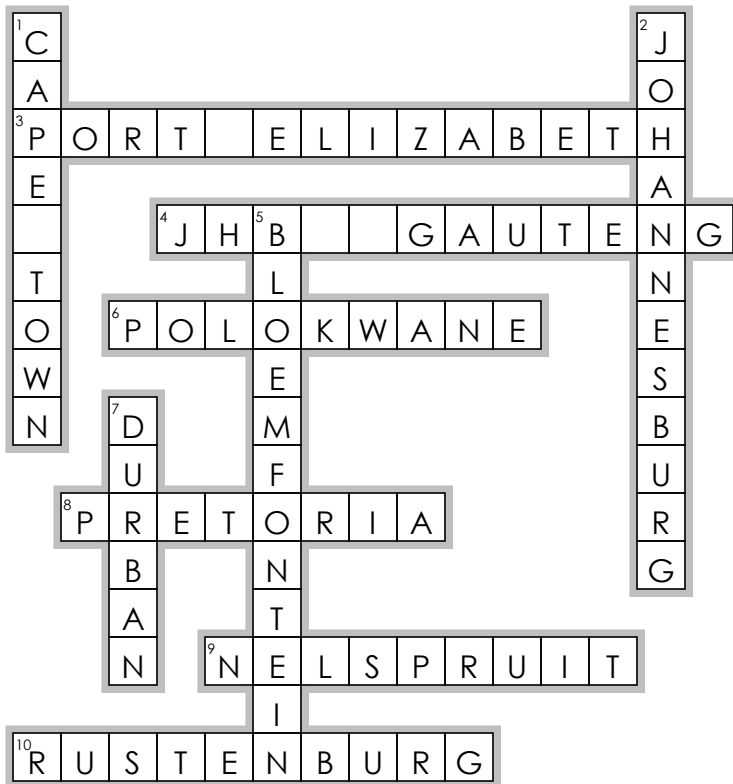 1 CAPE TOWN
2 JOHANNESBURG
3 PORT ELIZABETH
4 JHB  GAUTENG
5 BLOEMFONTEIN
6 POLOKWANE
7 DURBAN
8 PRETORIA
9 NELSPRUIT
10 RUSTENBURG